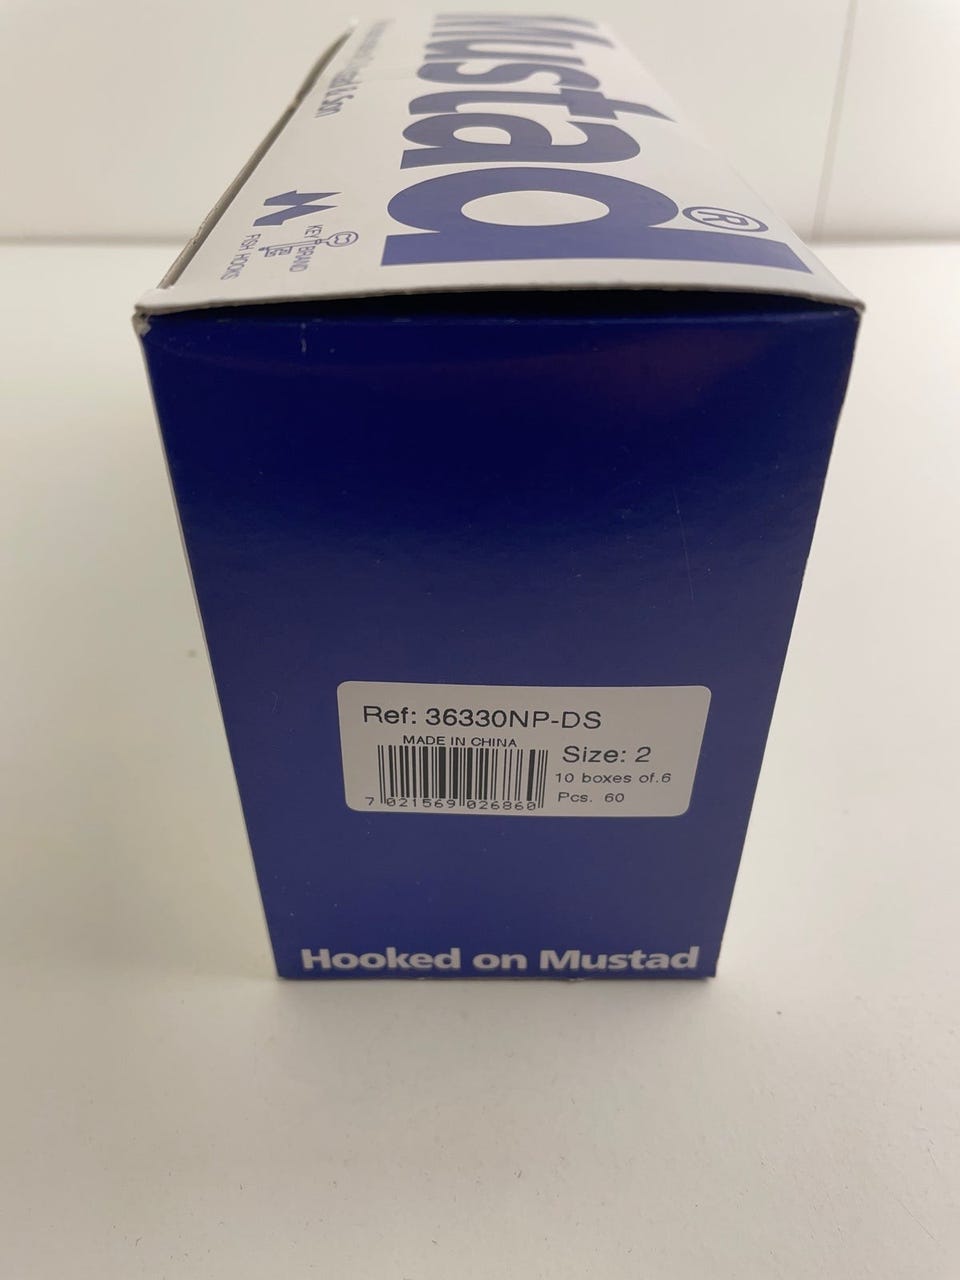 Mustad®
& Son
KEY BRAND
FISH HOOKS
Ref: 36330NP-DS
MADE IN CHINA
Size: 2
10 boxes of.6
Pcs. 60
7 021569 026860
Hooked on Mustad